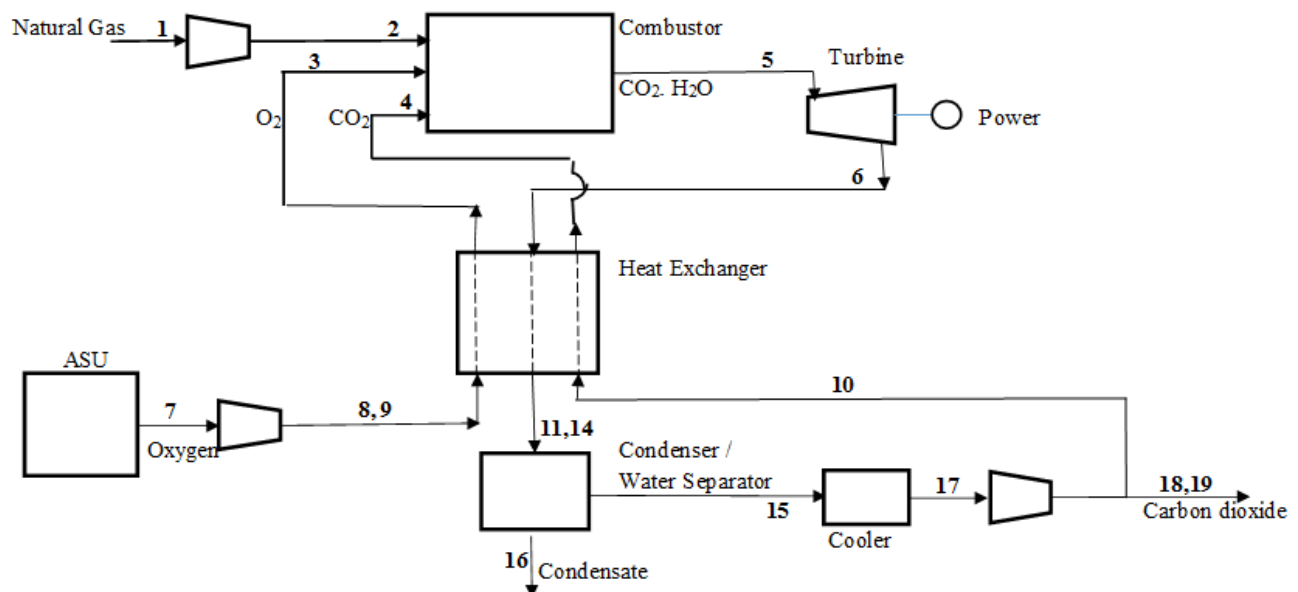 Natural Gas
1
2
Combustor
3
5
Turbine
CO2. H2O
4
O2
CO2
Power
6
Heat Exchanger
ASU
10
7
8, 9
Oxygen
11,14
Condenser /
Water Separator
17
18,19
15
Carbon dioxide
Cooler
16
Condensate